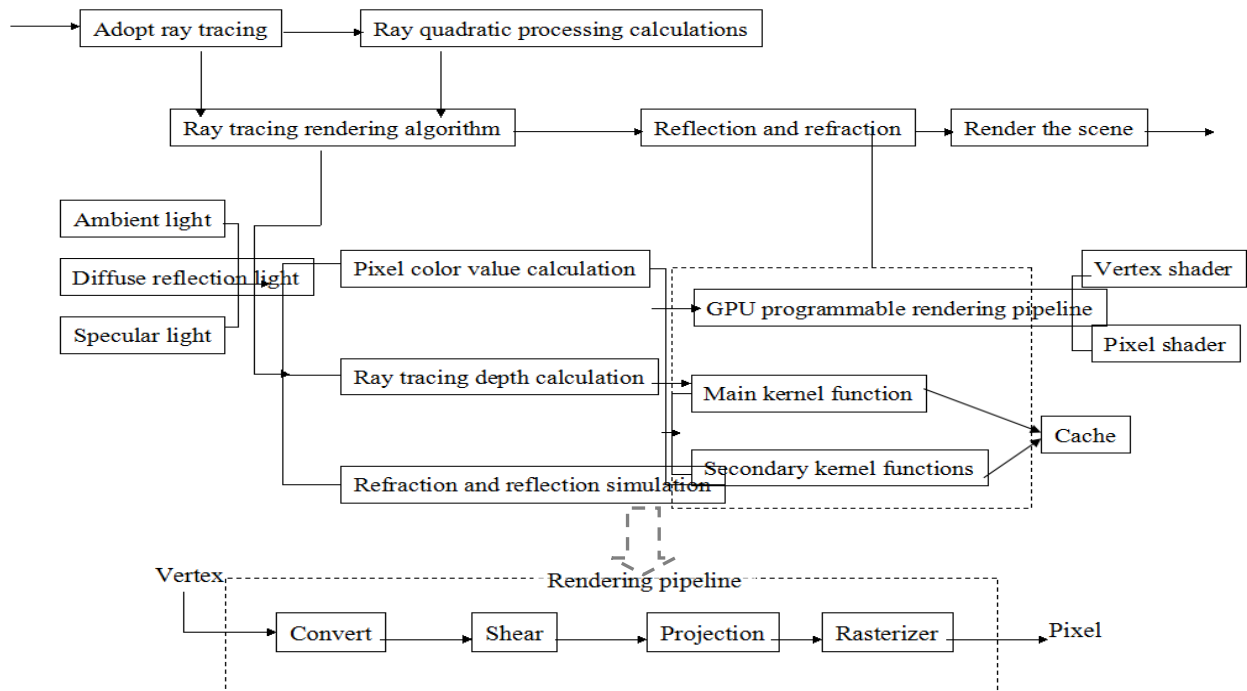 Adopt ray tracing
Ray quadratic processing calculations
Ray tracing rendering algorithm
Reflection and refraction
Render the scene
Ambient light
Diffuse reflection light
Specular light
Pixel color value calculation
Ray tracing depth calculation
Refraction and reflection simulation
GPU programmable rendering pipeline
Main kernel function
Secondary kernel functions
Vertex shader
Pixel shader
Cache
Vertex
Rendering pipeline
Convert
Shear
Projection
Rasterizer
Pixel